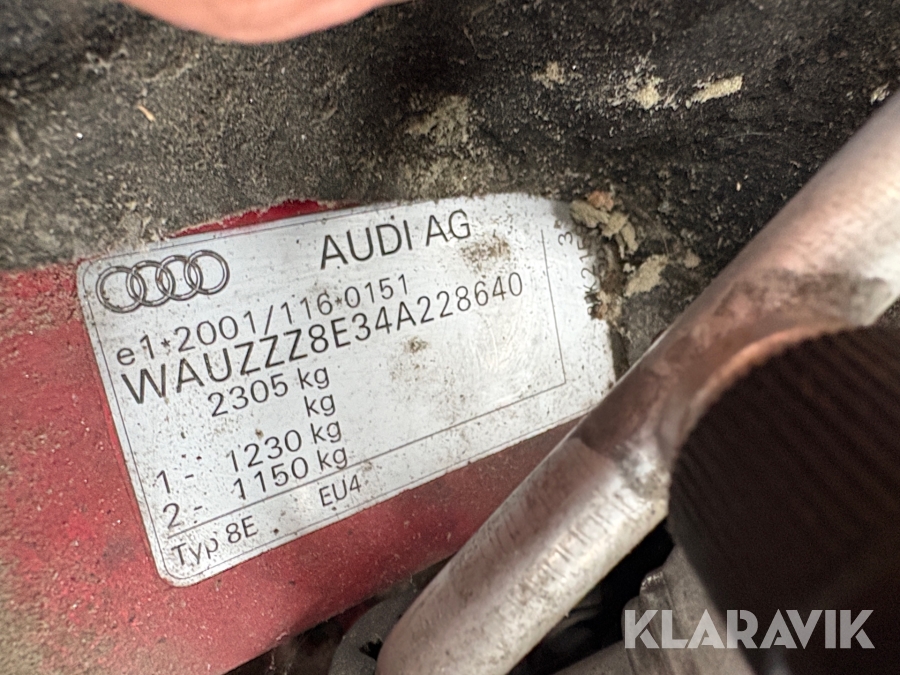 AUDI AG
e1*2001/116*0151
WAUZZZ8E34A228640
2305 kg
kg
1 - 1230 kg
2 - 1150 kg
Typ 8E EU4
KLARAVIK